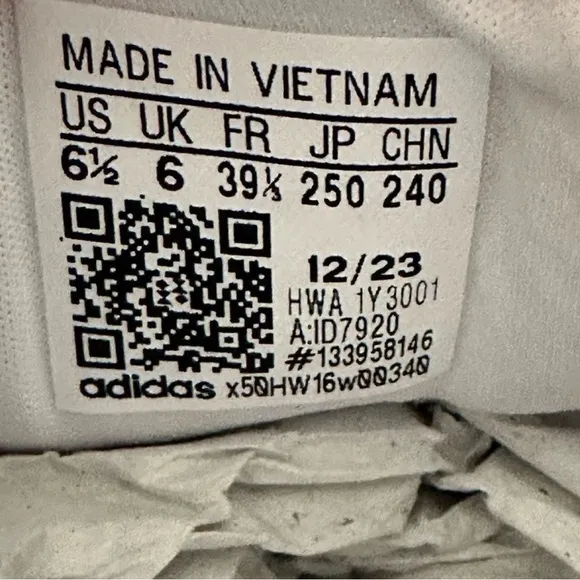 MADE IN VIETNAM
US UK FR JP CHN
6½ 6 39⅓ 250 240
12/23
HWA 1Y3001
A:ID7920
#133958146
adidas x50HW16w00340